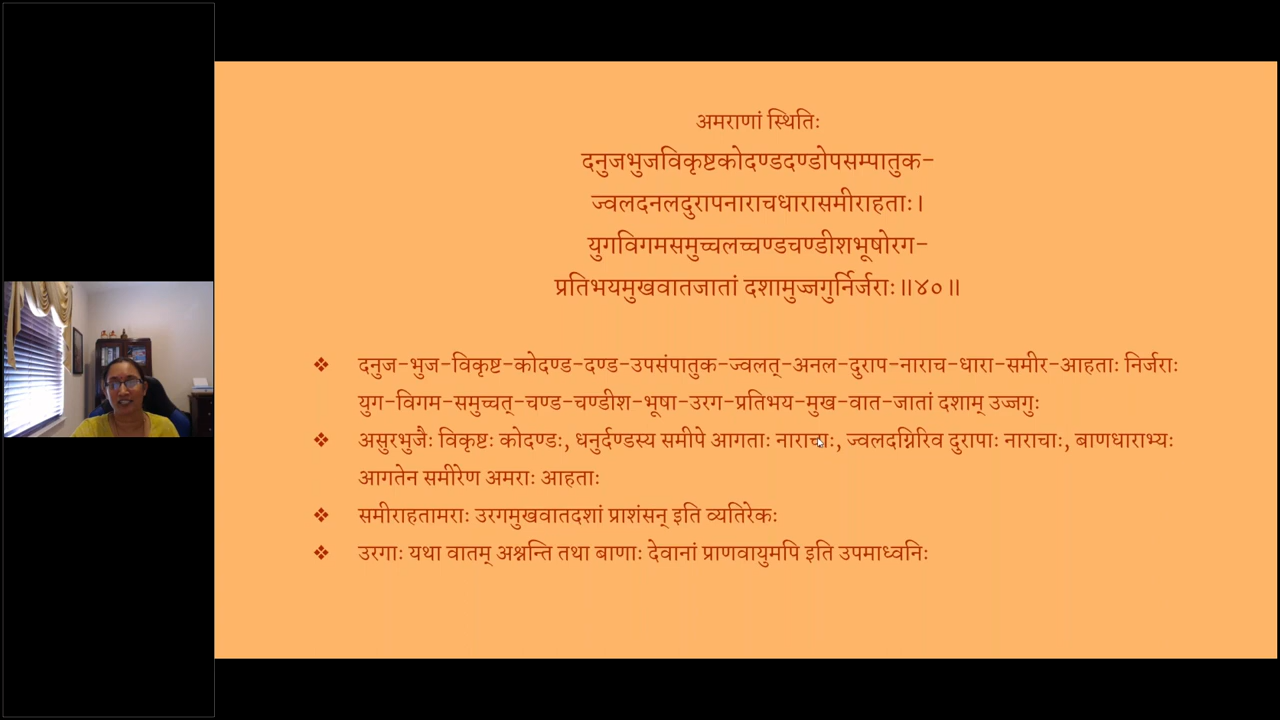 अमराणां स्थितिः
दनुजभुजविकृष्टकोदण्डदण्डोपसम्पातुक-
ज्वलदनलदुरापनाराचधारासमीराहताः।
युगविगमसमुच्चलच्चण्डचण्डीशभूषोरग-
प्रतिभयमुखवातजातां दशामुज्जगुर्निर्जराः॥४०॥
❖ दनुज-भुज-विकृष्ट-कोदण्ड-दण्ड-उपसंपातुक-ज्वलत्-अनल-दुराप-नाराच-धारा-समीर-आहताः निर्जराः
युग-विगम-समुच्चत्-चण्ड-चण्डीश-भूषा-उरग-प्रतिभय-मुख-वात-जातां दशाम् उज्जगुः
❖ असुरभुजैः विकृष्टः कोदण्डः, धनुर्दण्डस्य समीपे आगताः नाराचाः, ज्वलदग्निरिव दुरापाः नाराचाः, बाणधाराभ्यः
आगतेन समीरेण अमराः आहताः
❖ समीराहतामराः उरगमुखवातदशां प्राशंसन् इति व्यतिरेकः
❖ उरगाः यथा वातम् अश्नन्ति तथा बाणाः देवानां प्राणवायुमपि इति उपमाध्वनिः